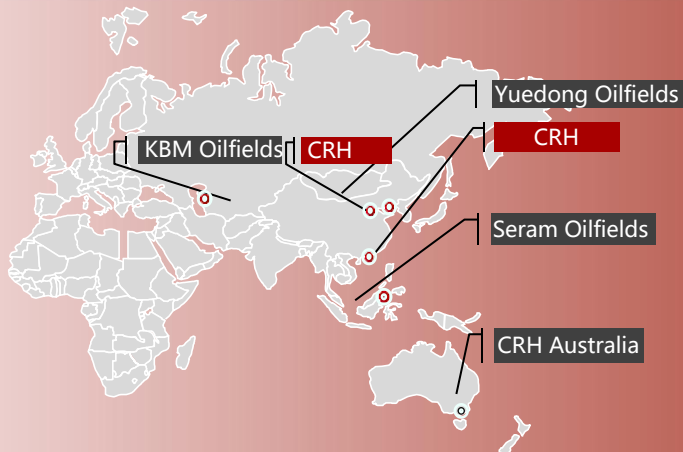 Yuedong Oilfields
KBM Oilfields
CRH
CRH
Seram Oilfields
CRH Australia